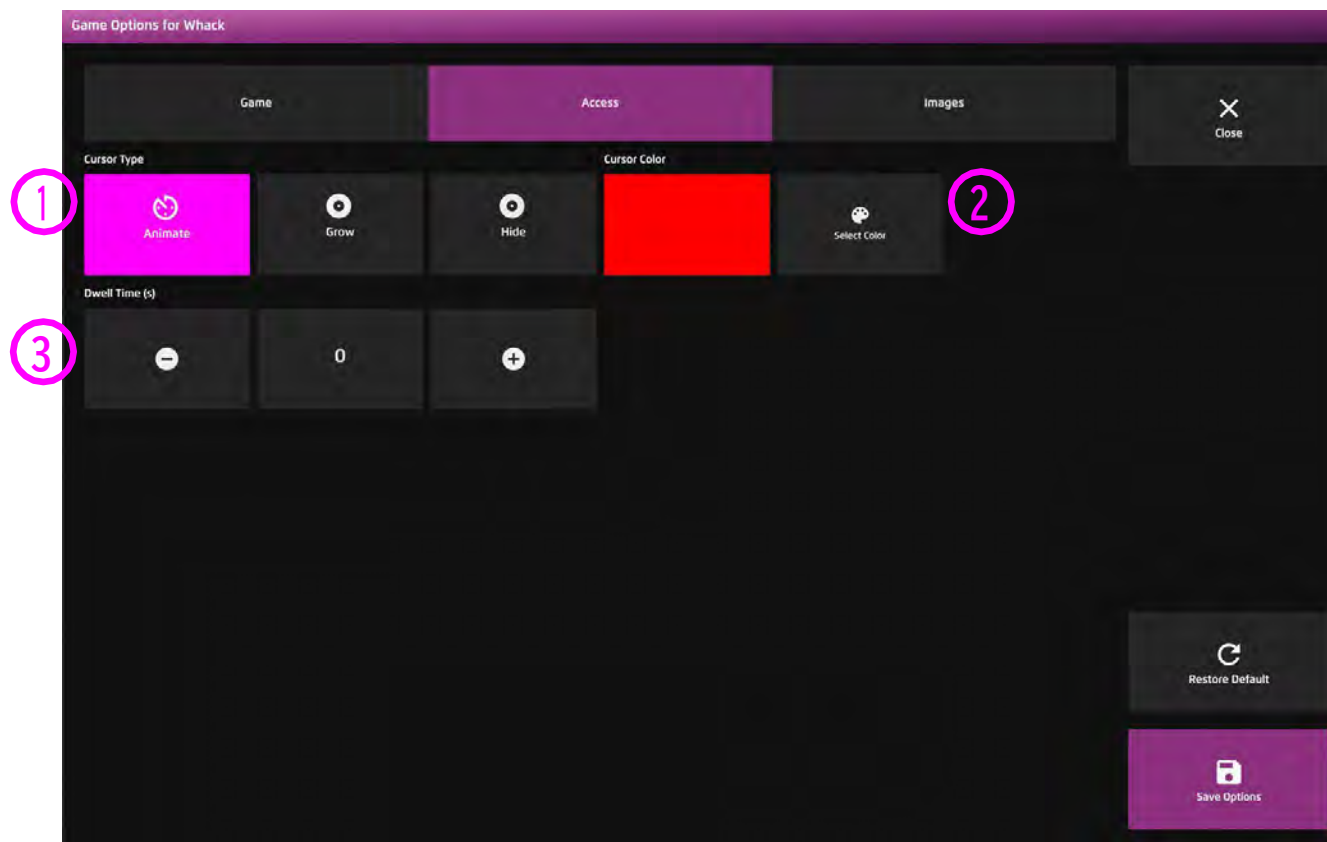 Game Options for Whack
Game
Access
Images
Close
Cursor Type
Cursor Color
1
Animate
Grow
Hide
Select Color
2
Dwell Time (s)
3
0
Restore Default
Save Options